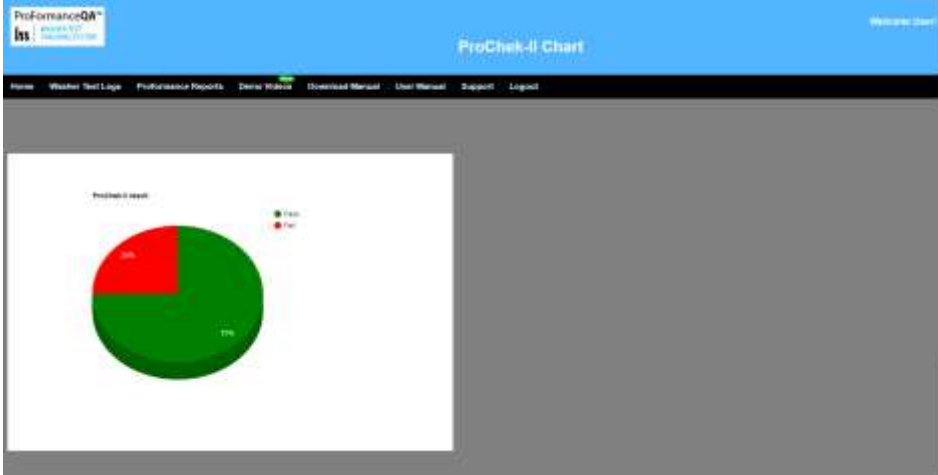 ProFormanceQA™
Welcome User!
ProChek-II Chart
Home Washer Test Logs Proformance Reports Demo Videos Download Manual User Manual Support Logout
ProChek-II result
Pass
Fail
25%
75%